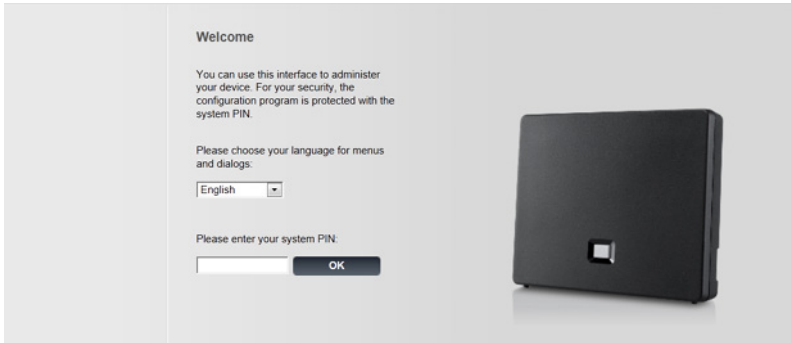 Welcome
You can use this interface to administer
your device. For your security, the
configuration program is protected with the
system PIN.
Please choose your language for menus
and dialogs:
English
Please enter your system PIN:
OK